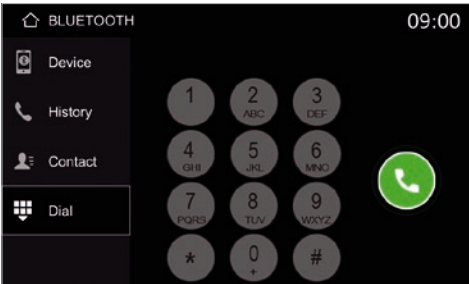 BLUETOOTH 09:00
Device
History
Contact
Dial
1 2 3
ABC DEF
4 5 6
GHI JKL MNO
7 8 9
PQRS TUV WXYZ
* 0 #
+